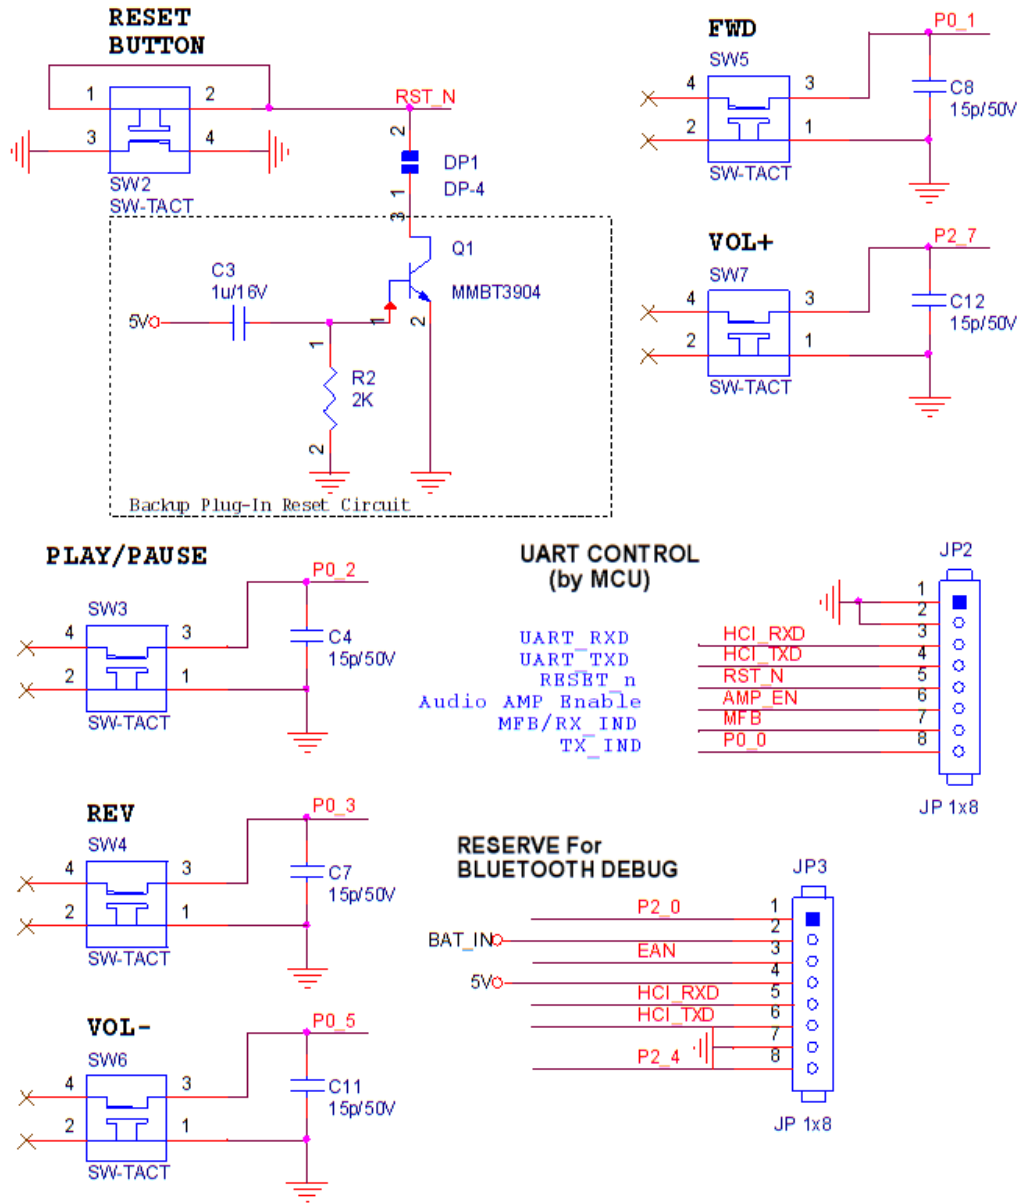 RESET
BUTTON
1
2
3
4
SW2
SW-TACT
RST_N
2
DP1
DP-4
1
3
Q1
MMBT3904
C3
1u/16V
5V
1
2
1
R2
2K
2
Backup Plug-In Reset Circuit
FWD
P0_1
SW5
4
3
2
1
C8
15p/50V
SW-TACT
VOL+
P2_7
SW7
4
3
2
1
C12
15p/50V
SW-TACT
PLAY/PAUSE
P0_2
SW3
4
3
2
1
C4
15p/50V
SW-TACT
UART CONTROL
(by MCU)
JP2
1
2
UART_RXD HCI_RXD 3
UART_TXD HCI_TXD 4
RESET_n RST_N 5
Audio AMP Enable AMP_EN 6
MFB/RX_IND MFB 7
TX_IND P0_0 8
JP 1x8
REV
P0_3
SW4
4
3
2
1
C7
15p/50V
SW-TACT
RESERVE For
BLUETOOTH DEBUG
JP3
P2_0 1
BAT_IN 2
EAN 3
5V 4
HCI_RXD 5
HCI_TXD 6
7
P2_4 8
JP 1x8
VOL-
P0_5
SW6
4
3
2
1
C11
15p/50V
SW-TACT